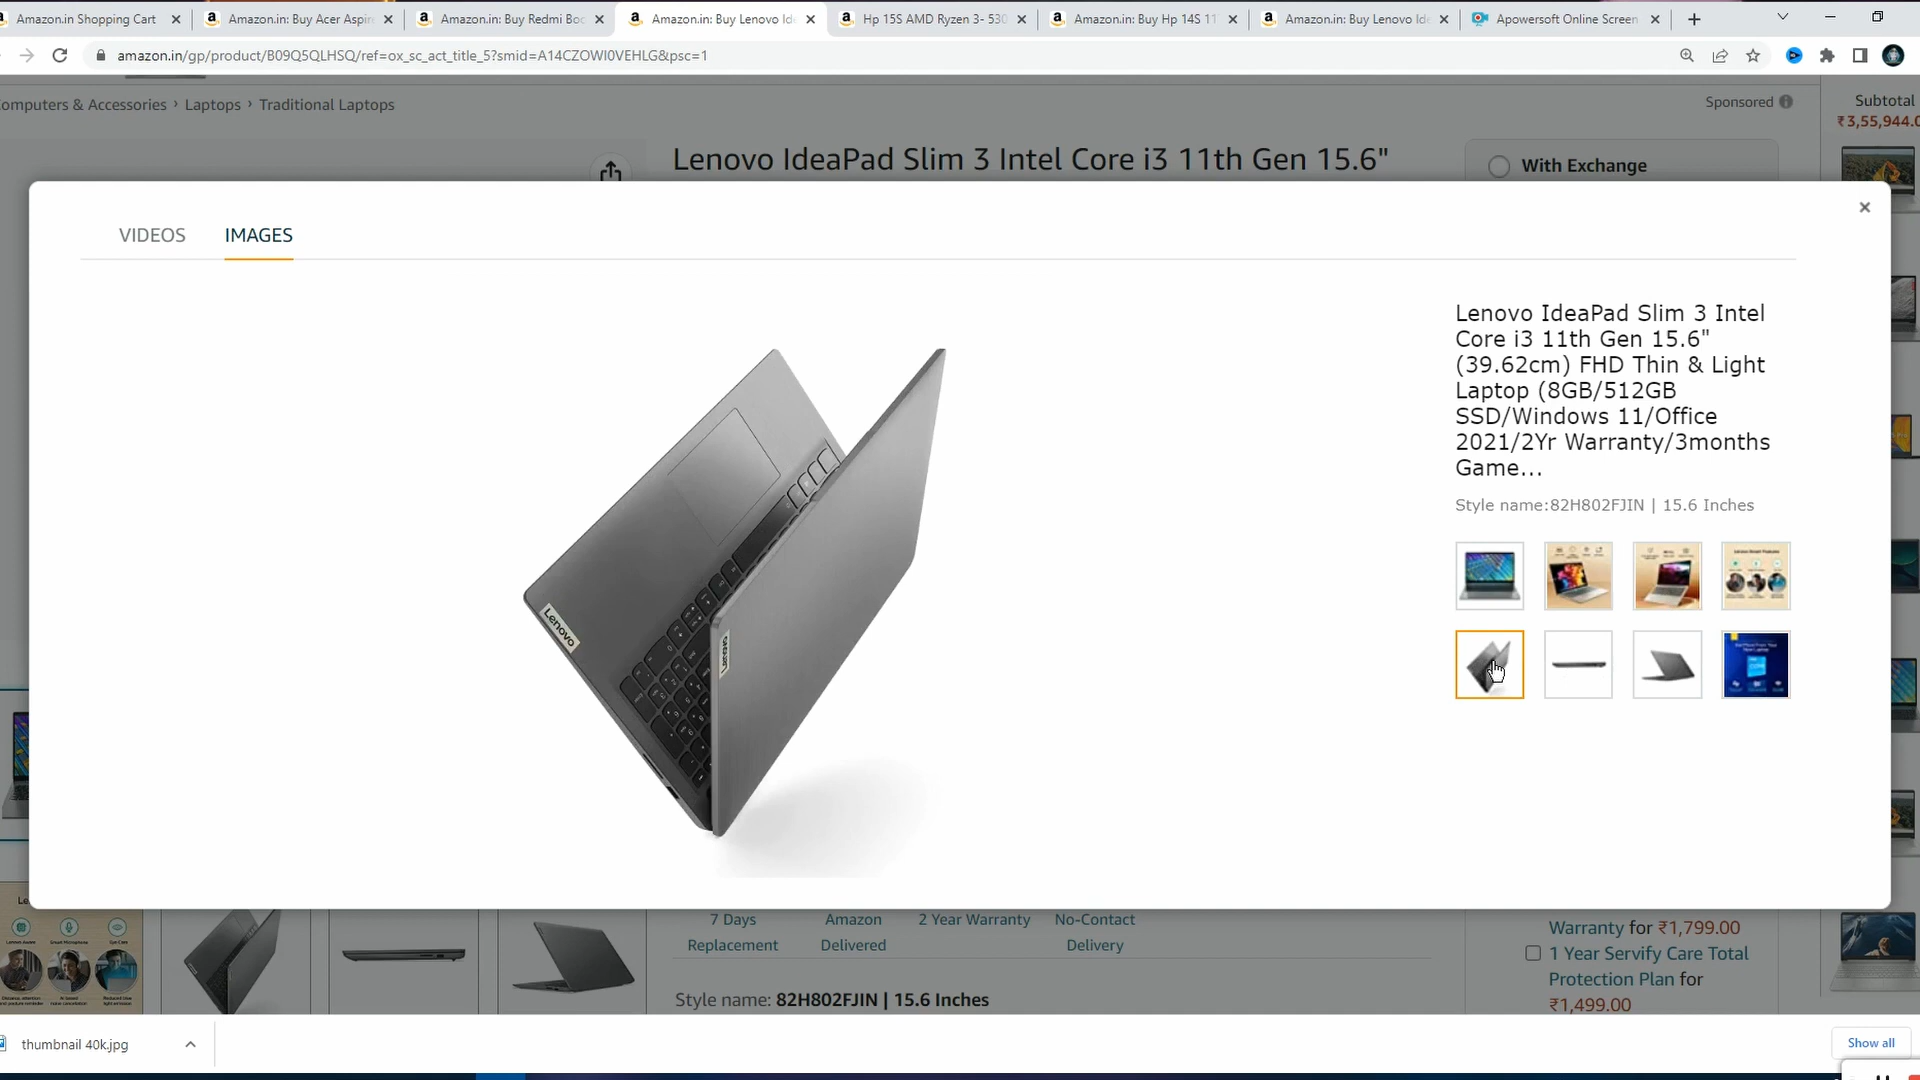 Amazon.in Shopping Cart
Amazon.in: Buy Acer Aspire
Amazon.in: Buy Redmi Boo
Amazon.in: Buy Lenovo Id
Hp 15S AMD Ryzen 3- 530
Amazon.in: Buy Hp 14S 11
Amazon.in: Buy Lenovo Id
Apowersoft Online Screen
amazon.in/gp/product/B09Q5QLHSQ/ref=ox_sc_act_title_5?smid=A14CZOWI0VEHLG&psc=1
omputers & Accessories › Laptops › Traditional Laptops
Sponsored
Subtotal
₹3,55,944.0
Lenovo IdeaPad Slim 3 Intel Core i3 11th Gen 15.6"
With Exchange
VIDEOS
IMAGES
Lenovo IdeaPad Slim 3 Intel
Core i3 11th Gen 15.6"
(39.62cm) FHD Thin & Light
Laptop (8GB/512GB
SSD/Windows 11/Office
2021/2Yr Warranty/3months
Game...
Style name:82H802FJIN | 15.6 Inches
Lenovo
Lenovo
7 Days
Replacement
Amazon
Delivered
2 Year Warranty
No-Contact
Delivery
Warranty for ₹1,799.00
1 Year Servify Care Total
Protection Plan for
₹1,499.00
Style name: 82H802FJIN | 15.6 Inches
thumbnail 40k.jpg
Show all